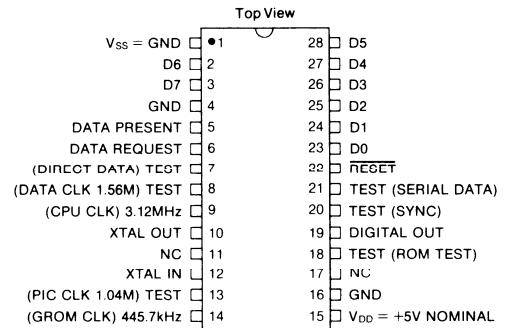 Top View
V_SS = GND 1 28 D5
D6 2 27 D4
D7 3 26 D3
GND 4 25 D2
DATA PRESENT 5 24 D1
DATA REQUEST 6 23 D0
(DIRECT DATA) TEST 7 22 RESET
(DATA CLK 1.56M) TEST 8 21 TEST (SERIAL DATA)
(CPU CLK) 3.12MHz 9 20 TEST (SYNC)
XTAL OUT 10 19 DIGITAL OUT
NC 11 18 TEST (ROM TEST)
XTAL IN 12 17 NC
(PIC CLK 1.04M) TEST 13 16 GND
(GROM CLK) 445.7kHz 14 15 V_DD = +5V NOMINAL